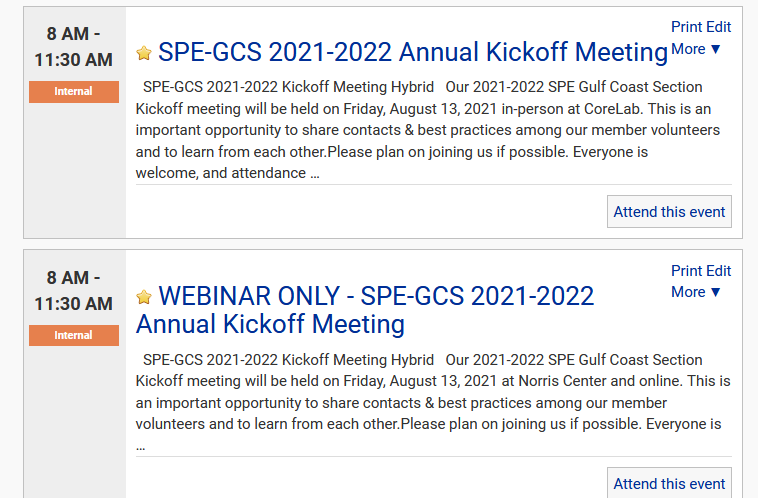 8 AM -
11:30 AM
Internal
Print Edit
SPE-GCS 2021-2022 Annual Kickoff Meeting
More ▼
SPE-GCS 2021-2022 Kickoff Meeting Hybrid   Our 2021-2022 SPE Gulf Coast Section
Kickoff meeting will be held on Friday, August 13, 2021 in-person at CoreLab. This is an
important opportunity to share contacts & best practices among our member volunteers
and to learn from each other.Please plan on joining us if possible. Everyone is
welcome, and attendance ...
Attend this event
8 AM -
11:30 AM
Internal
Print Edit
More ▼
WEBINAR ONLY - SPE-GCS 2021-2022
Annual Kickoff Meeting
SPE-GCS 2021-2022 Kickoff Meeting Hybrid   Our 2021-2022 SPE Gulf Coast Section
Kickoff meeting will be held on Friday, August 13, 2021 at Norris Center and online. This is
an important opportunity to share contacts & best practices among our member
volunteers and to learn from each other.Please plan on joining us if possible. Everyone is
...
Attend this event